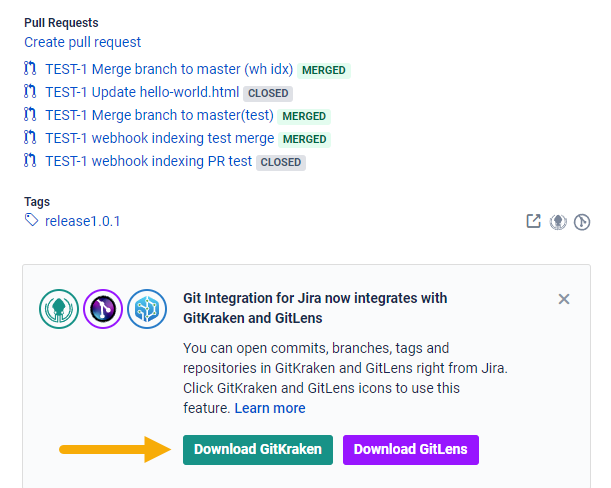 Pull Requests
Create pull request
TEST-1 Merge branch to master (wh idx) MERGED
TEST-1 Update hello-world.html CLOSED
TEST-1 Merge branch to master(test) MERGED
TEST-1 webhook indexing test merge MERGED
TEST-1 webhook indexing PR test CLOSED
Tags
release1.0.1
Git Integration for Jira now integrates with
GitKraken and GitLens
You can open commits, branches, tags and
repositories in GitKraken and GitLens right from Jira.
Click GitKraken and GitLens icons to use this
feature. Learn more
Download GitKraken Download GitLens